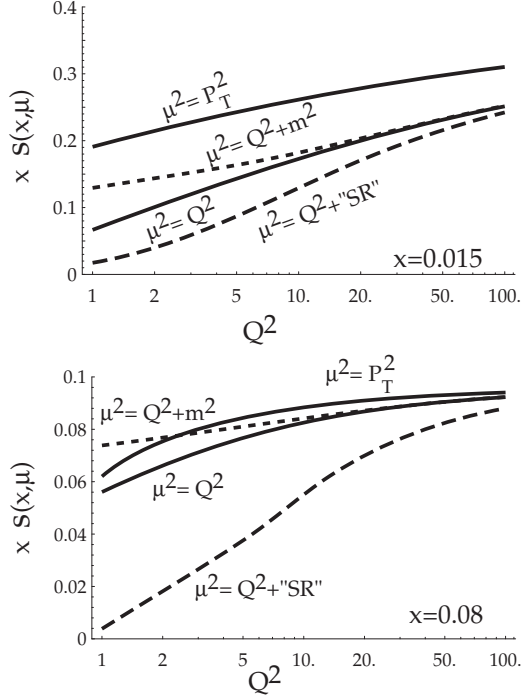 0.4
0.3
0.2
0.1
0
x S(x,μ)
μ²= P_T²
μ²= Q²+m²
μ²= Q²
μ²= Q²+"SR"
x=0.015
1 2 5 10. 20. 50. 100.
Q²
0.1
0.08
0.06
0.04
0.02
0
x S(x,μ)
μ²= P_T²
μ²= Q²+m²
μ²= Q²
μ²= Q²+"SR"
x=0.08
1 2 5 10. 20. 50. 100.
Q²